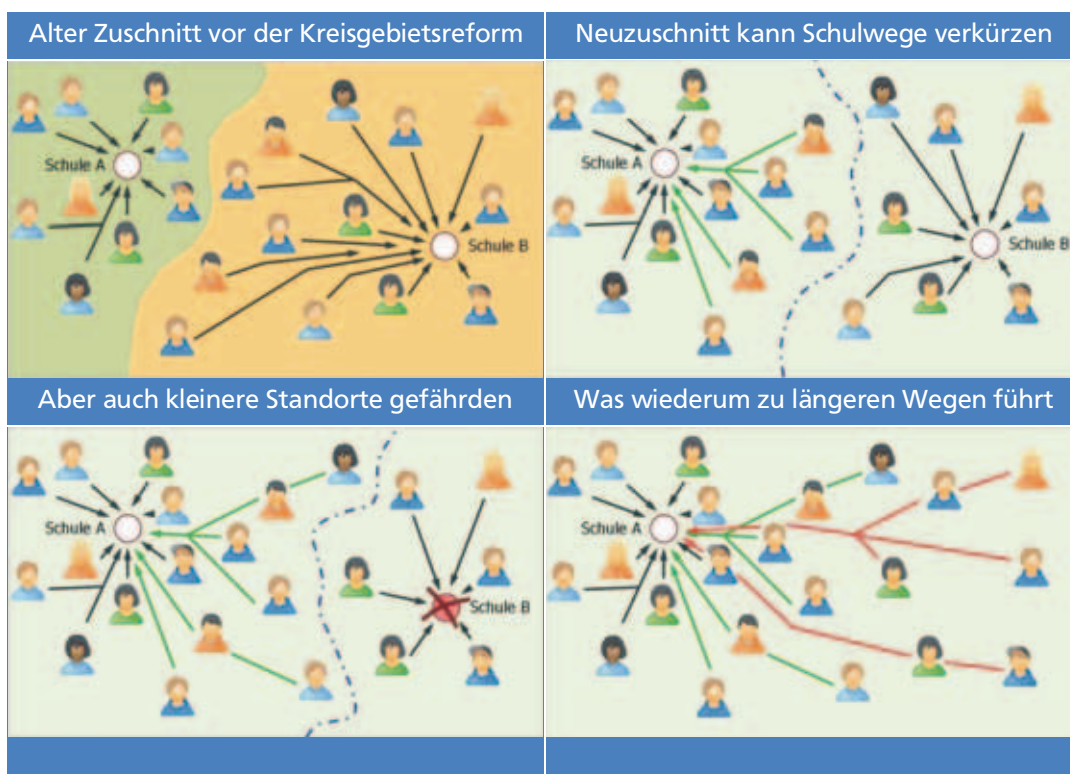 Alter Zuschnitt vor der Kreisgebietsreform
Neuzuschnitt kann Schulwege verkürzen
Schule A
Schule B
Schule A
Schule B
Aber auch kleinere Standorte gefährden
Was wiederum zu längeren Wegen führt
Schule A
Schule B
Schule A